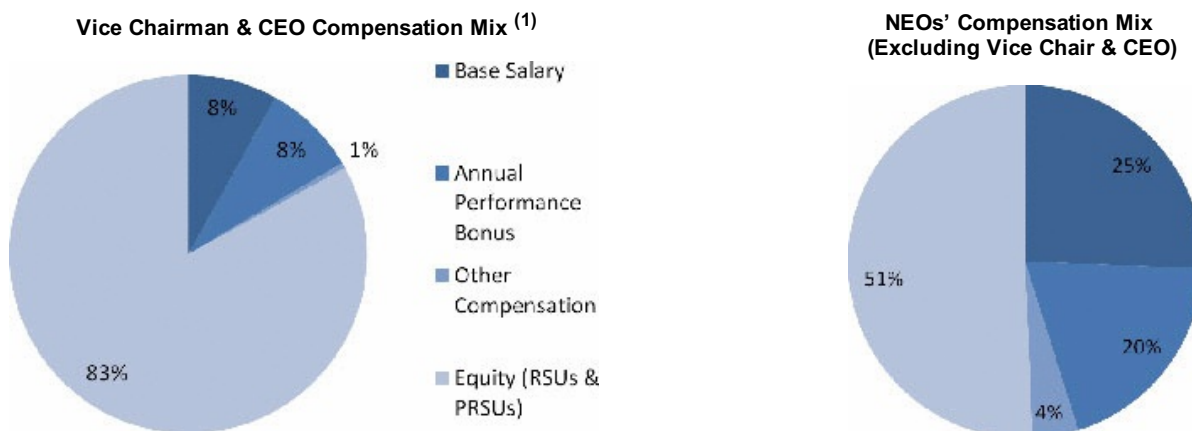 Vice Chairman & CEO Compensation Mix (1)
8%
8%
1%
83%
Base Salary
Annual
Performance
Bonus
Other
Compensation
Equity (RSUs &
PRSUs)
NEOs’ Compensation Mix
(Excluding Vice Chair & CEO)
25%
20%
4%
51%